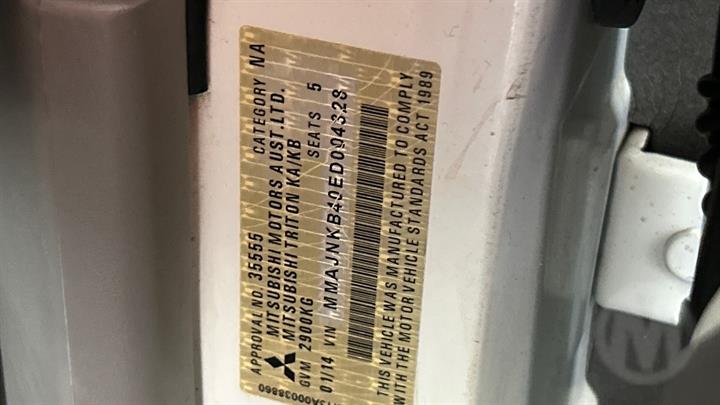 APPROVAL NO. 35555 CATEGORY NA
MITSUBISHI MOTORS AUST.LTD.
MITSUBISHI TRITON KA/KB
GVM 2900KG SEATS 5
01/14 VIN MMAJNKB40ED004628
THIS VEHICLE WAS MANUFACTURED TO COMPLY
WITH THE MOTOR VEHICLE STANDARDS ACT 1989